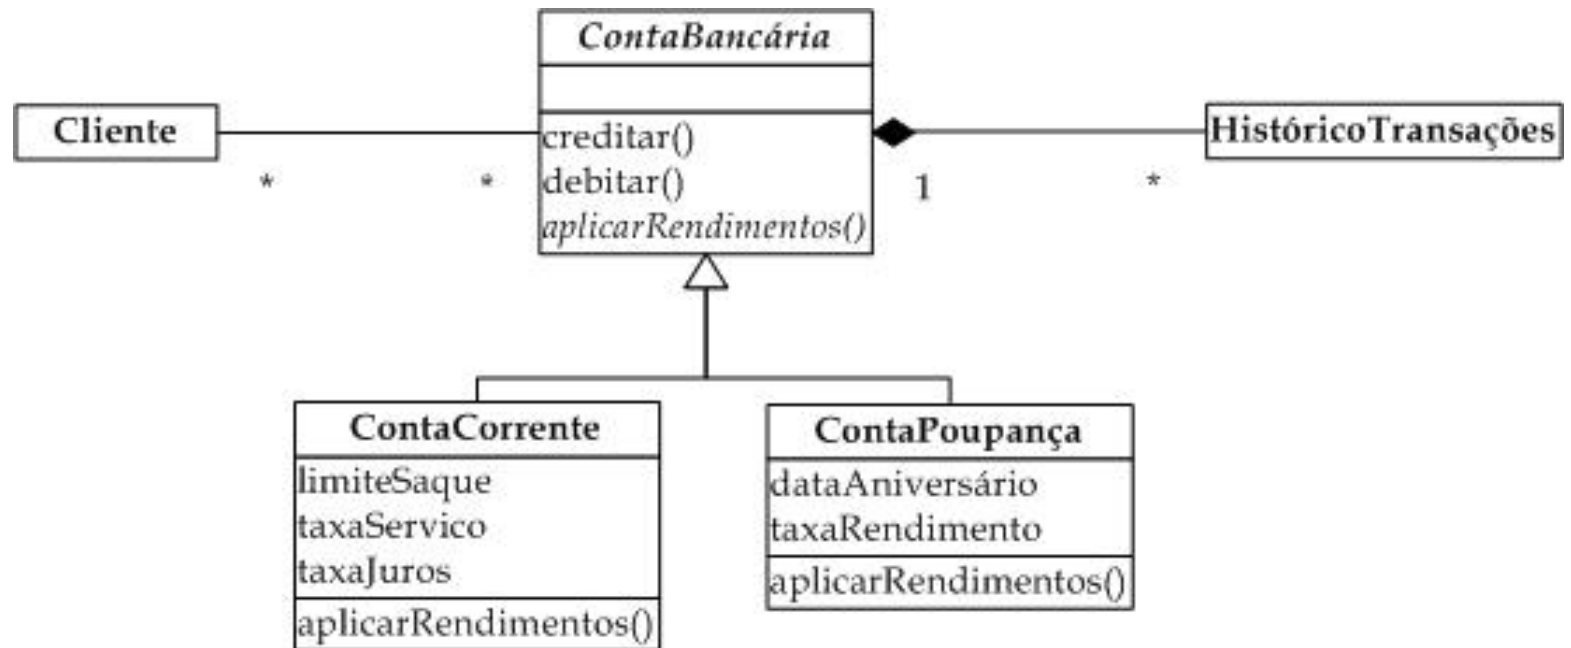 ContaBancária
Cliente
creditar()
debitar()
aplicarRendimentos()
HistóricoTransações
*
*
1
*
ContaCorrente
limiteSaque
taxaServico
taxaJuros
aplicarRendimentos()
ContaPoupança
dataAniversário
taxaRendimento
aplicarRendimentos()